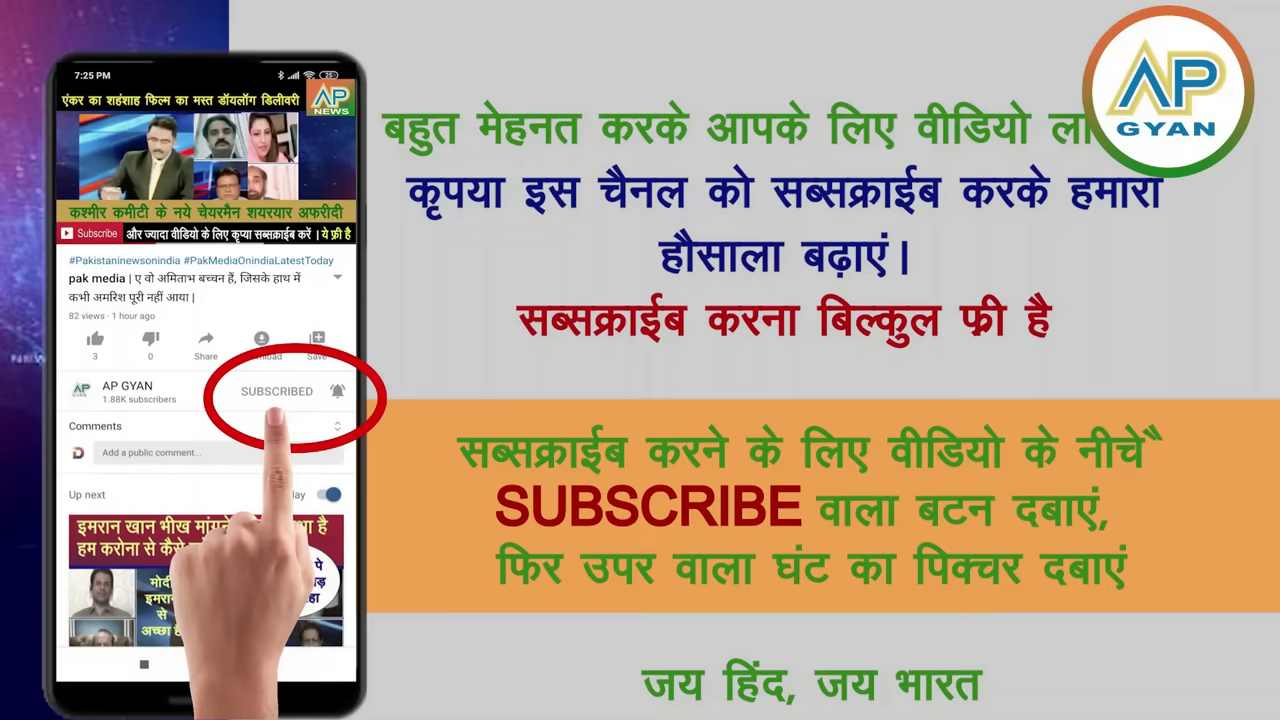 7:25 PM
25
एंकर का शहंशाह फिल्म का मस्त डॉयलॉग डिलीवरी
AP
NEWS
कश्मीर कमीटी के नये चेयरमैन शयरयार अफरीदी
Subscribe और ज्यादा वीडियो के लिए कृप्या सब्सक्राईब करें । ये फ्री है
#Pakistaninewsonindia #PakMediaOnindiaLatestToday
pak media | ए वो अमिताभ बच्चन हैं, जिसके हाथ में
कभी अमरिश पूरी नहीं आया |
82 views · 1 hour ago
3 0 Share Save
AP GYAN
1.88K subscribers
SUBSCRIBED
Comments
Add a public comment...
Up next
इमरान खान भीख मांगने है
हम करोना से कैसे
मोदी
से
अच्छा है
AP
GYAN
बहुत मेहनत करके आपके लिए वीडियो
कृपया इस चैनल को सब्सक्राईब करके हमारा
हौसाला बढ़ाएं।
सब्सक्राईब करना बिल्कुल फ्री है
सब्सक्राईब करने के लिए वीडियो के नीचे”
SUBSCRIBE वाला बटन दबाएं,
फिर उपर वाला घंट का पिक्चर दबाएं
जय हिंद, जय भारत